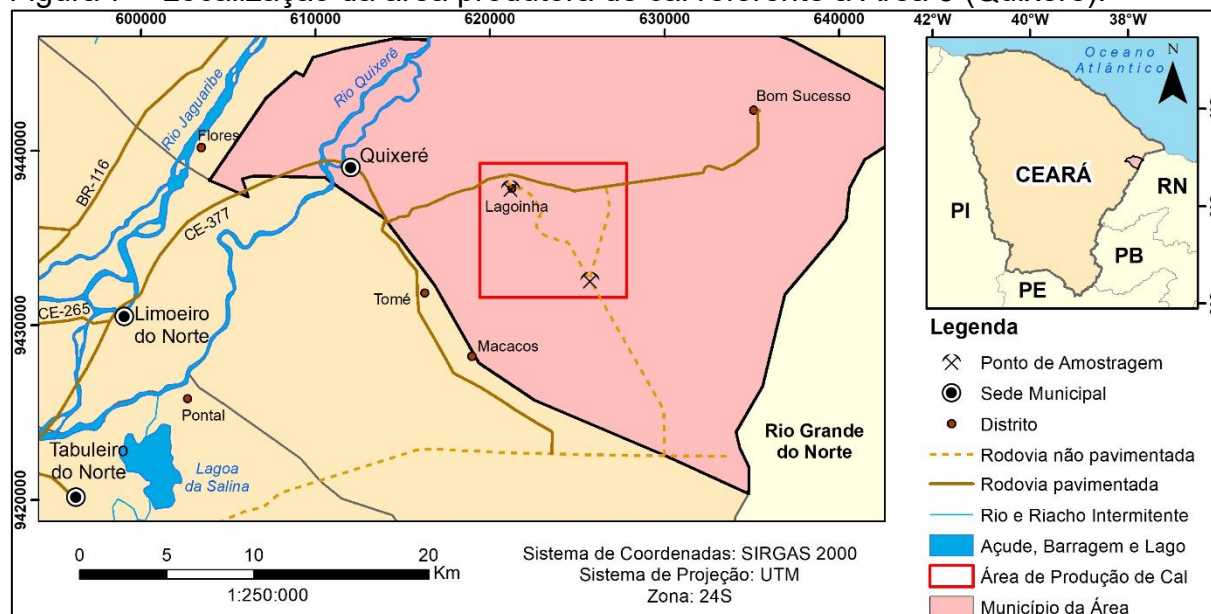 600000 610000 620000 630000 640000
42°W 40°W 38°W
9440000
9430000
9420000
Rio Jaguaribe
Rio Quixeré
Flores
Bom Sucesso
Quixeré
BR-116
CE-377
Lagoinha
CE-265
Limoeiro
do Norte
Tomé
Macacos
Pontal
Tabuleiro
do Norte
Lagoa
da Salina
Rio Grande
do Norte
Oceano
Atlântico
N
CEARÁ
RN
PI
PB
PE
0 5 10 20
Km
1:250:000
Sistema de Coordenadas: SIRGAS 2000
Sistema de Projeção: UTM
Zona: 24S
Legenda
Ponto de Amostragem
Sede Municipal
Distrito
Rodovia não pavimentada
Rodovia pavimentada
Rio e Riacho Intermitente
Açude, Barragem e Lago
Área de Produção de Cal
Município da Área